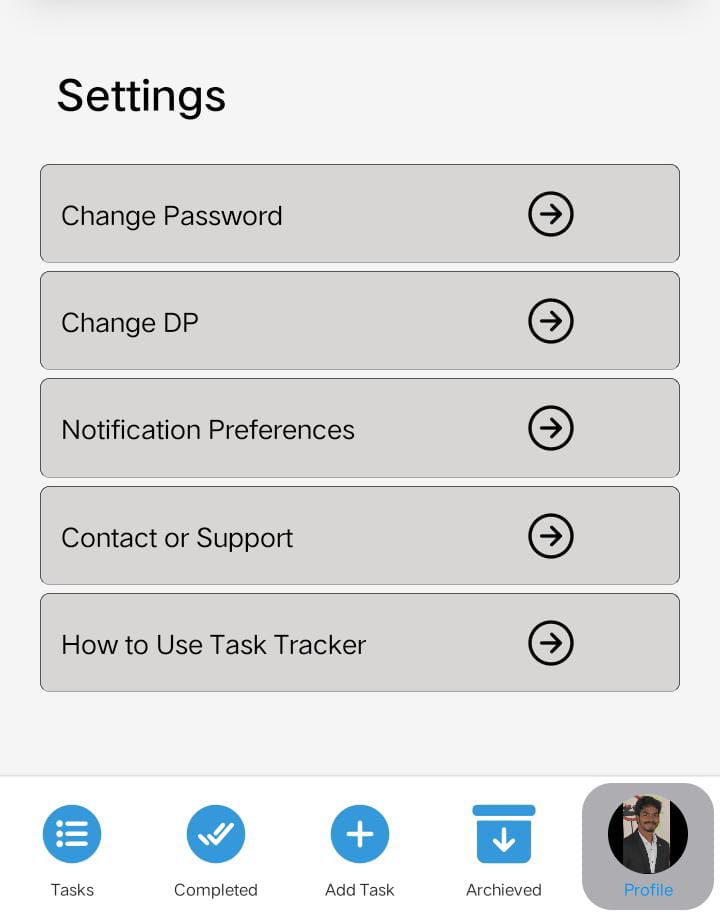 Settings
Change Password
Change DP
Notification Preferences
Contact or Support
How to Use Task Tracker
Tasks
Completed
Add Task
Archieved
Profile